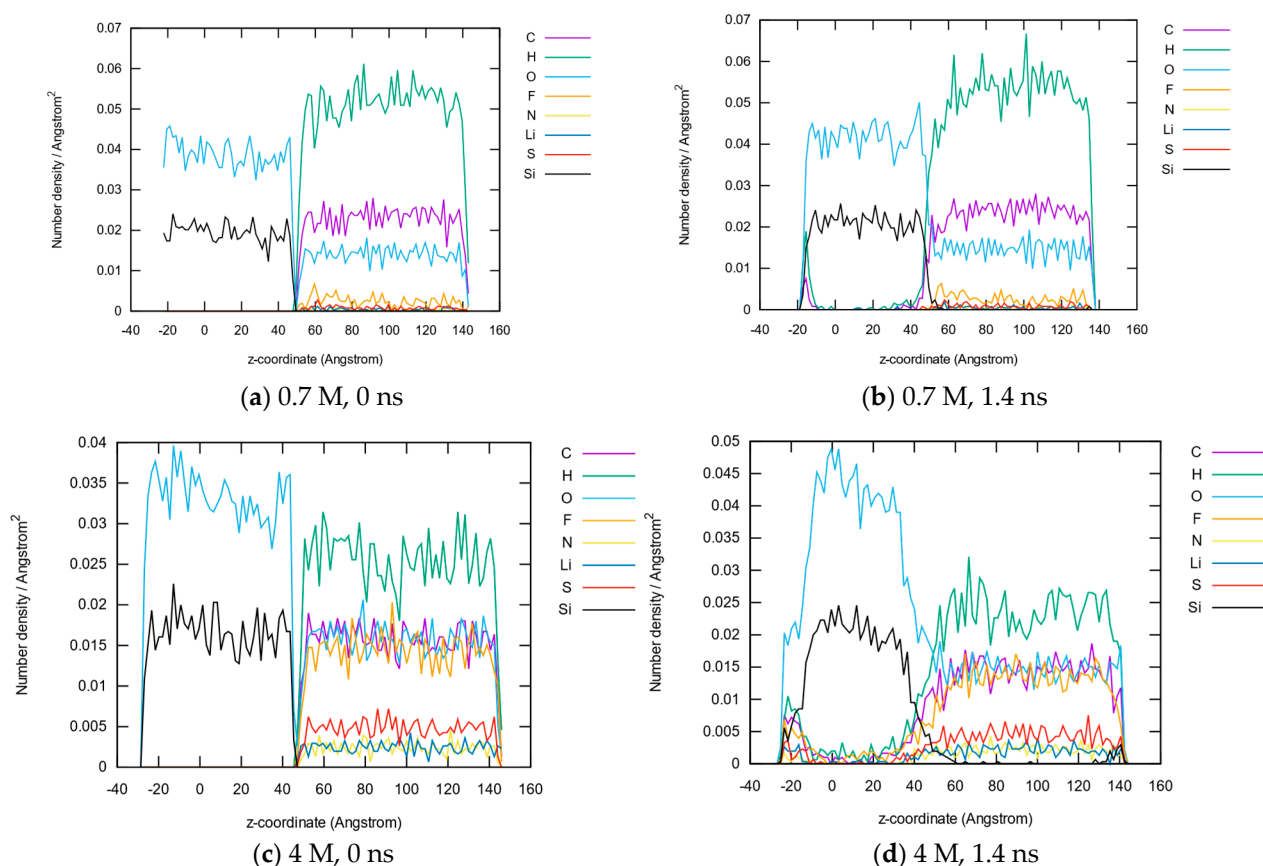 0.07
0.06
0.05
0.04
0.03
0.02
0.01
0
-40 -20 0 20 40 60 80 100 120 140 160
Number density / Angstrom2
z-coordinate (Angstrom)
C
H
O
F
N
Li
S
Si
(a) 0.7 M, 0 ns
0.07
0.06
0.05
0.04
0.03
0.02
0.01
0
-40 -20 0 20 40 60 80 100 120 140 160
Number density / Angstrom2
z-coordinate (Angstrom)
C
H
O
F
N
Li
S
Si
(b) 0.7 M, 1.4 ns
0.04
0.035
0.03
0.025
0.02
0.015
0.01
0.005
0
-40 -20 0 20 40 60 80 100 120 140 160
Number density / Angstrom2
z-coordinate (Angstrom)
C
H
O
F
N
Li
S
Si
(c) 4 M, 0 ns
0.05
0.045
0.04
0.035
0.03
0.025
0.02
0.015
0.01
0.005
0
-40 -20 0 20 40 60 80 100 120 140 160
Number density / Angstrom2
z-coordinate (Angstrom)
C
H
O
F
N
Li
S
Si
(d) 4 M, 1.4 ns